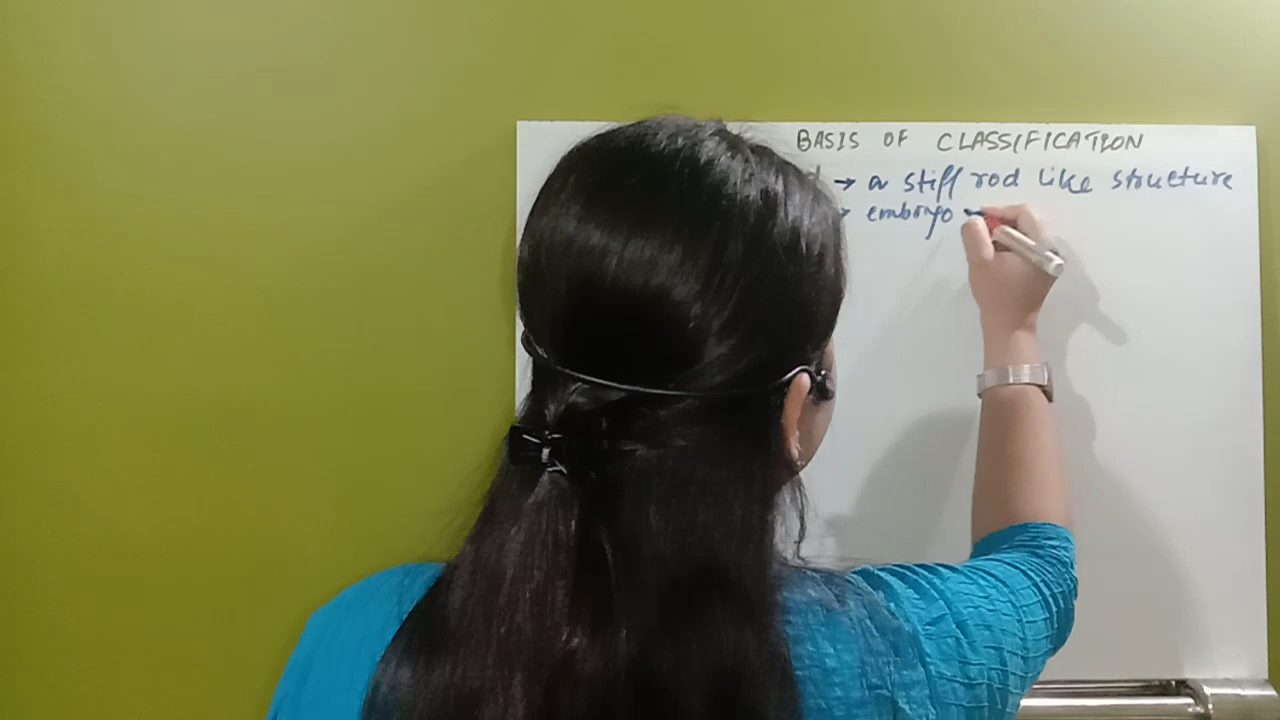 BASIS OF CLASSIFICATION
→ a stiff rod like structure
embryo